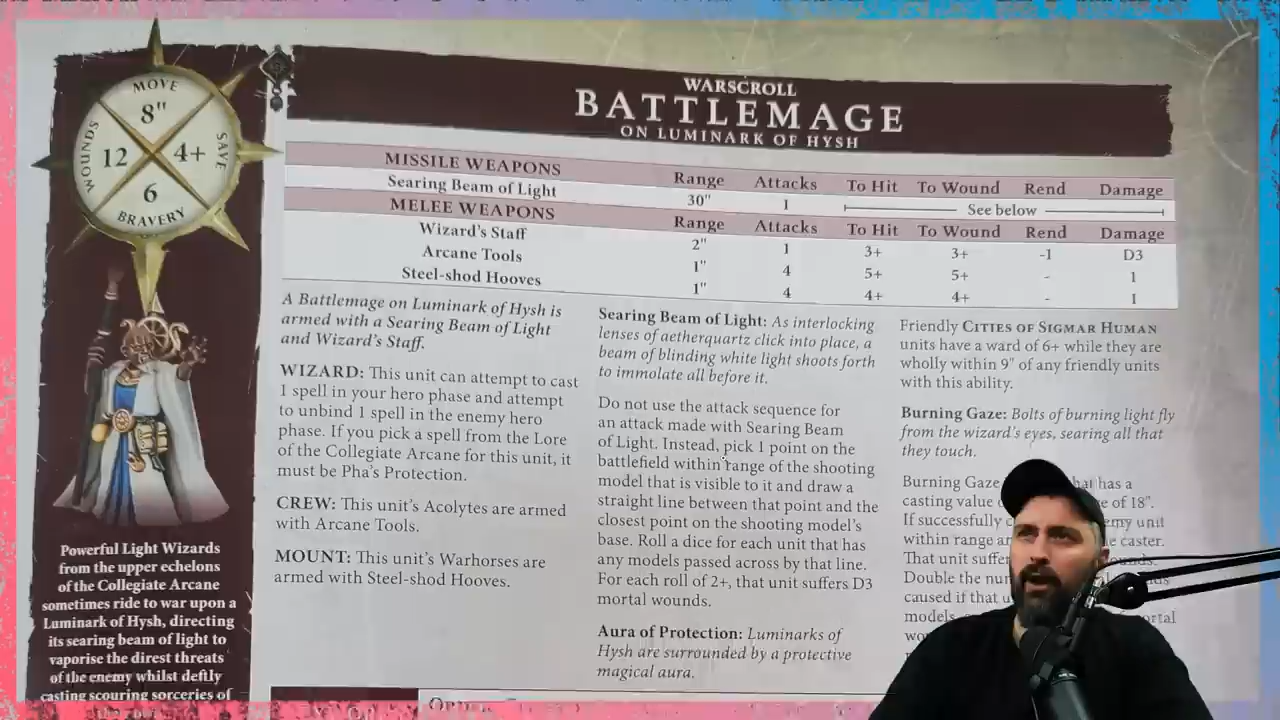 MOVE
8"
WOUNDS
12
4+
SAVE
6
BRAVERY
WARSCROLL
BATTLEMAGE
ON LUMINARK OF HYSH
MISSILE WEAPONS Range Attacks To Hit To Wound Rend Damage
Searing Beam of Light 30" 1 See below
MELEE WEAPONS Range Attacks To Hit To Wound Rend Damage
Wizard's Staff 2" 1 3+ 3+ -1 D3
Arcane Tools 1" 4 5+ 5+ - 1
Steel-shod Hooves 1" 4 4+ 4+ - 1
Powerful Light Wizards
from the upper echelons
of the Collegiate Arcane
sometimes ride to war upon a
Luminark of Hysh, directing
its searing beam of light to
vaporise the direst threats
of the enemy whilst deftly
casting scouring sorceries of
A Battlemage on Luminark of Hysh is
armed with a Searing Beam of Light
and Wizard's Staff.
WIZARD: This unit can attempt to cast
1 spell in your hero phase and attempt
to unbind 1 spell in the enemy hero
phase. If you pick a spell from the Lore
of the Collegiate Arcane for this unit, it
must be Pha's Protection.
CREW: This unit's Acolytes are armed
with Arcane Tools.
MOUNT: This unit's Warhorses are
armed with Steel-shod Hooves.
Searing Beam of Light: As interlocking
lenses of aetherquartz click into place, a
beam of blinding white light shoots forth
to immolate all before it.
Do not use the attack sequence for
an attack made with Searing Beam
of Light. Instead, pick 1 point on the
battlefield within range of the shooting
model that is visible to it and draw a
straight line between that point and the
closest point on the shooting model's
base. Roll a dice for each unit that has
any models passed across by that line.
For each roll of 2+, that unit suffers D3
mortal wounds.
Aura of Protection: Luminarks of
Hysh are surrounded by a protective
magical aura.
Friendly CITIES OF SIGMAR HUMAN
units have a ward of 6+ while they are
wholly within 9" of any friendly units
with this ability.
Burning Gaze: Bolts of burning light fly
from the wizard's eyes, searing all that
they touch.
Burning Gaze has a
casting value of 18".
If successfully
within range caster.
That unit
Double the
caused if that
models